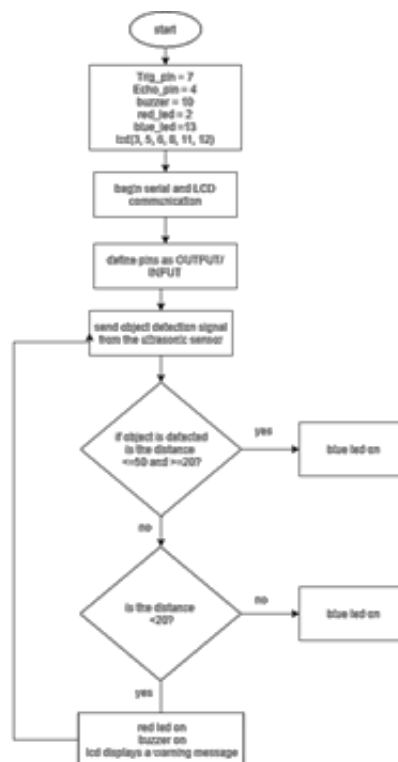 start
Trig_pin = 7
Echo_pin = 4
buzzer = 10
red_led = 2
blue_led =13
lcd(3, 5, 6, 8, 11, 12)
begin serial and LCD
communication
define pins as OUTPUT/
INPUT
send object detection signal
from the ultrasonic sensor
if object is detected
is the distance
<=50 and >=20?
yes
blue led on
no
is the distance
<20?
no
blue led on
yes
red led on
buzzer on
lcd displays a warning message